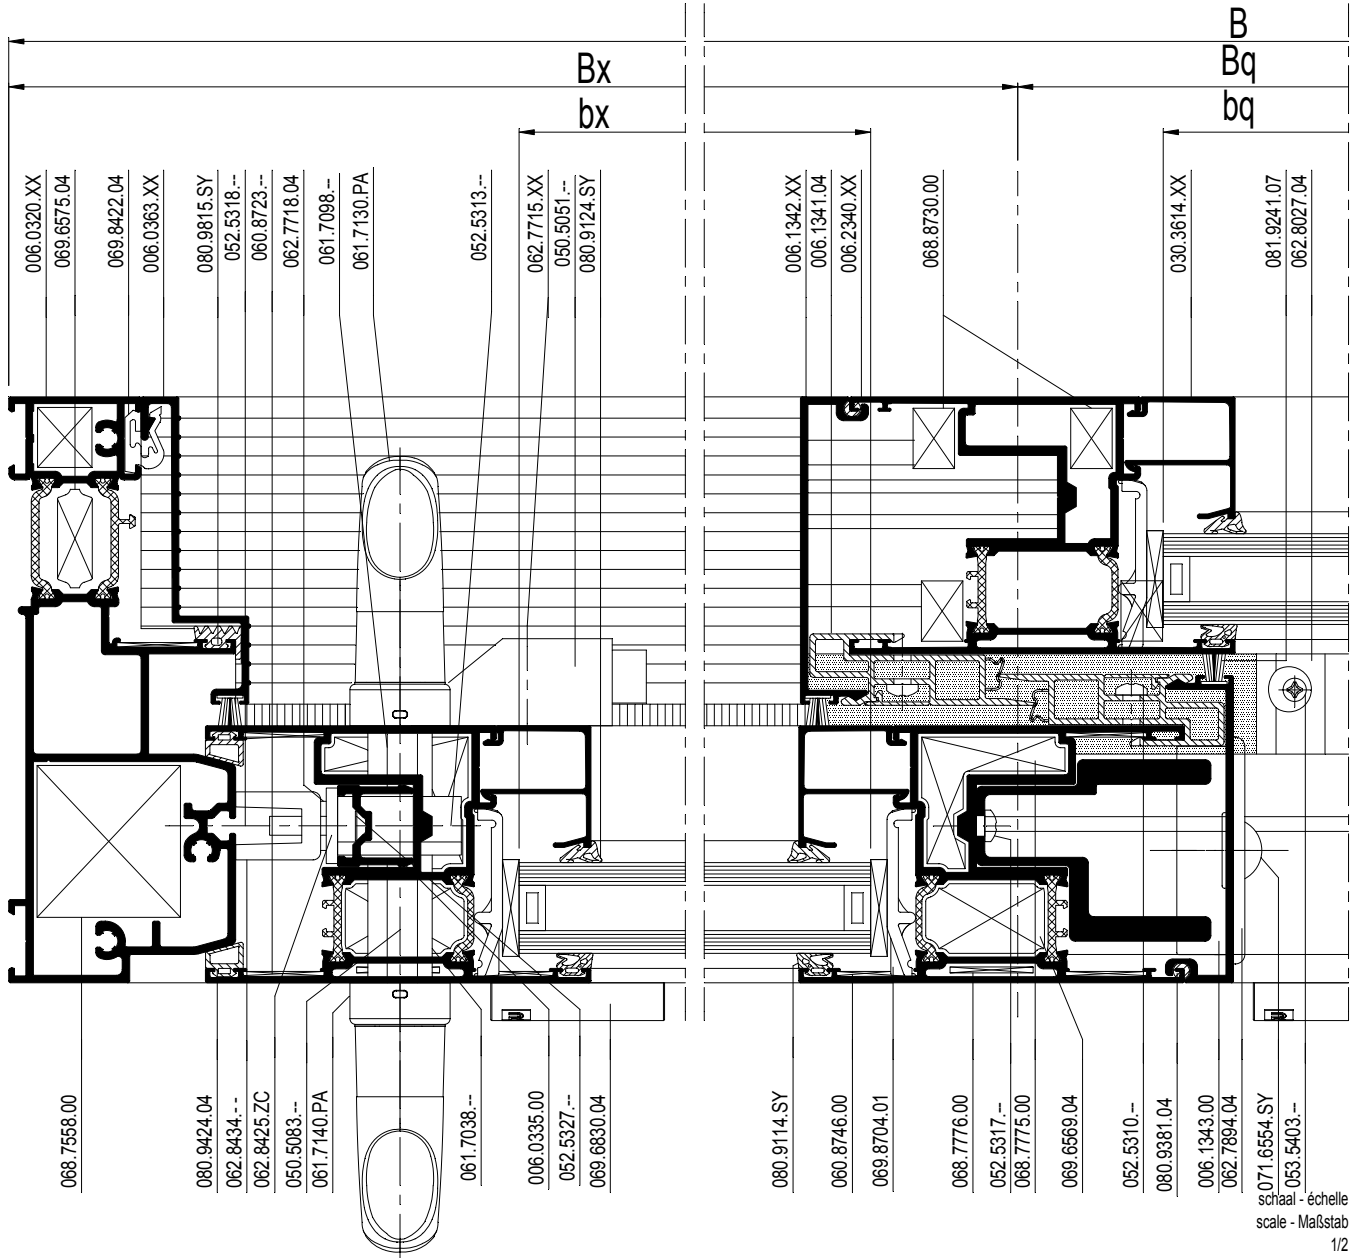 B
Bx
Bq
bx
bq
006.0320.XX
069.6575.04
069.8422.04
006.0363.XX
080.9815.SY
052.5318.--
060.8723.--
062.7718.04
061.7098.--
061.7130.PA
052.5313.--
062.7715.XX
050.5051.--
080.9124.SY
006.1342.XX
006.1341.04
006.2340.XX
068.8730.00
030.3614.XX
081.9241.07
062.8027.04
068.7558.00
080.9424.04
062.8434.- -
062.8425.ZC
050.5083.--
061.7140.PA
061.7038.--
006.0335.00
052.5327.--
069.6830.04
080.9114.SY
060.8746.00
069.8704.01
068.7776.00
052.5317.--
068.7775.00
069.6569.04
052.5310.--
080.9381.04
006.1343.00
062.7894.04
071.6554.SY
053.5403.--
schaal - échelle
scale - Maßstab
1/2